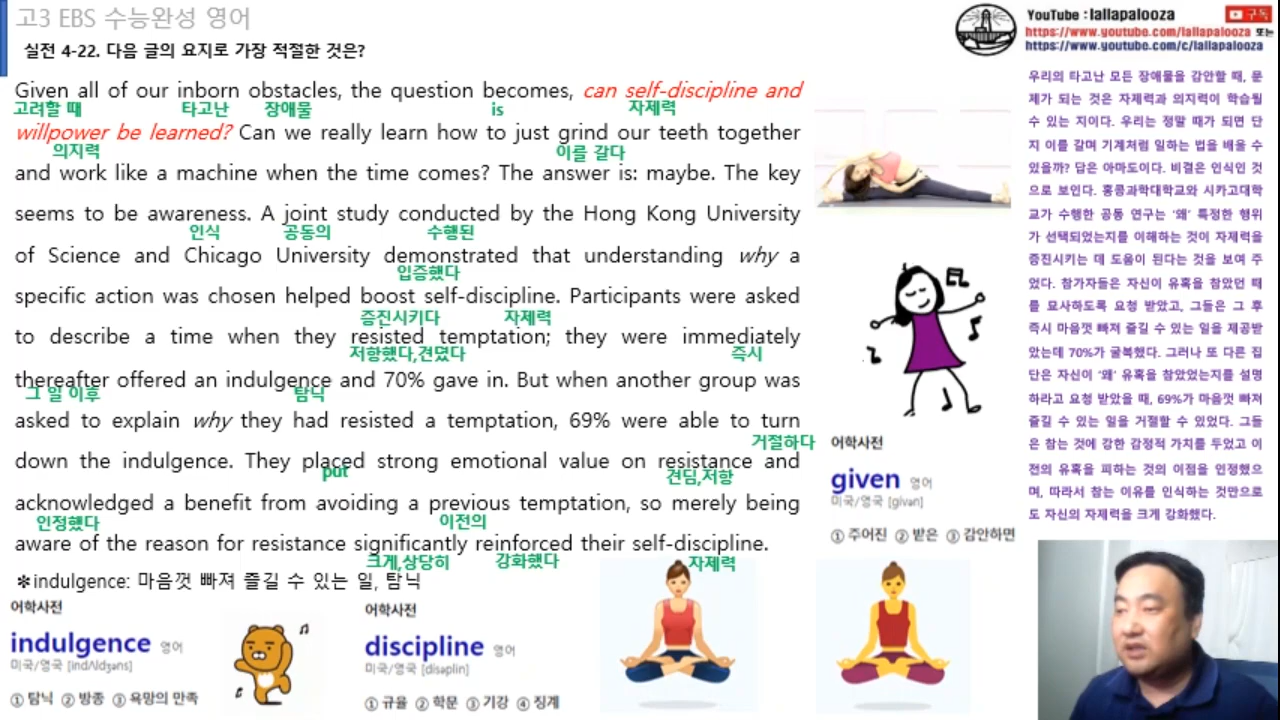 고3 EBS 수능완성 영어
YouTube : lallapalooza
구독
https://www.youtube.com/lallapalooza 또는
https://www.youtube.com/c/lallapalooza
실전 4-22. 다음 글의 요지로 가장 적절한 것은?
Given all of our inborn obstacles, the question becomes, can self-discipline and
고려할 때 타고난 장애물 is 자제력
willpower be learned? Can we really learn how to just grind our teeth together
의지력 이를 갈다
and work like a machine when the time comes? The answer is: maybe. The key
seems to be awareness. A joint study conducted by the Hong Kong University
인식 공동의 수행된
of Science and Chicago University demonstrated that understanding why a
입증했다
specific action was chosen helped boost self-discipline. Participants were asked
증진시키다 자제력
to describe a time when they resisted temptation; they were immediately
저항했다,견뎠다 즉시
thereafter offered an indulgence and 70% gave in. But when another group was
그 일 이후 탐닉
asked to explain why they had resisted a temptation, 69% were able to turn
거절하다
down the indulgence. They placed strong emotional value on resistance and
put 견딤,저항
acknowledged a benefit from avoiding a previous temptation, so merely being
인정했다 이전의
aware of the reason for resistance significantly reinforced their self-discipline.
크게,상당히 강화했다 자제력
✻indulgence: 마음껏 빠져 즐길 수 있는 일, 탐닉
우리의 타고난 모든 장애물을 감안할 때, 문
제가 되는 것은 자제력과 의지력이 학습될
수 있는 지이다. 우리는 정말 때가 되면 단
지 이를 갈며 기계처럼 일하는 법을 배울 수
있을까? 답은 아마도이다. 비결은 인식인 것
으로 보인다. 홍콩과학대학교와 시카고대학
교가 수행한 공동 연구는 '왜' 특정한 행위
가 선택되었는지를 이해하는 것이 자제력을
증진시키는 데 도움이 된다는 것을 보여 주
었다. 참가자들은 자신이 유혹을 참았던 때
를 묘사하도록 요청 받았고, 그들은 그 후
즉시 마음껏 빠져 즐길 수 있는 일을 제공받
았는데 70%가 굴복했다. 그러나 또 다른 집
단은 자신이 '왜' 유혹을 참았었는지를 설명
하라고 요청 받았을 때, 69%가 마음껏 빠져
즐길 수 있는 일을 거절할 수 있었다. 그들
은 참는 것에 강한 감정적 가치를 두었고 이
전의 유혹을 피하는 것의 이점을 인정했으
며, 따라서 참는 이유를 인식하는 것만으로
도 자신의 자제력을 크게 강화했다.
어학사전
given 영어
미국/영국 [gívən]
① 주어진 ② 받은 ③ 감안하면
어학사전
indulgence 영어
미국/영국 [indʌ́ldʒəns]
① 탐닉 ② 방종 ③ 욕망의 만족
어학사전
discipline 영어
미국/영국 [dísəplin]
① 규율 ② 학문 ③ 기강 ④ 징계